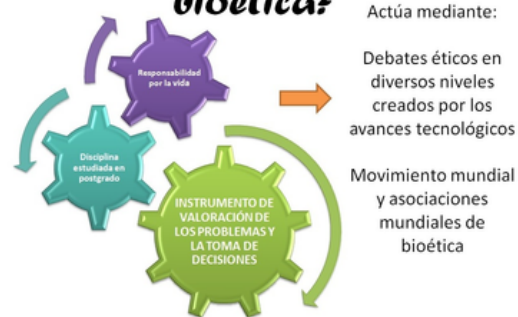 bioética?
Responsabilidad
por la vida
Disciplina
estudiada en
postgrado
INSTRUMENTO DE
VALORACIÓN DE
LOS PROBLEMAS Y
LA TOMA DE
DECISIONES
Actúa mediante:
Debates éticos en
diversos niveles
creados por los
avances tecnológicos
Movimiento mundial
y asociaciones
mundiales de
bioética